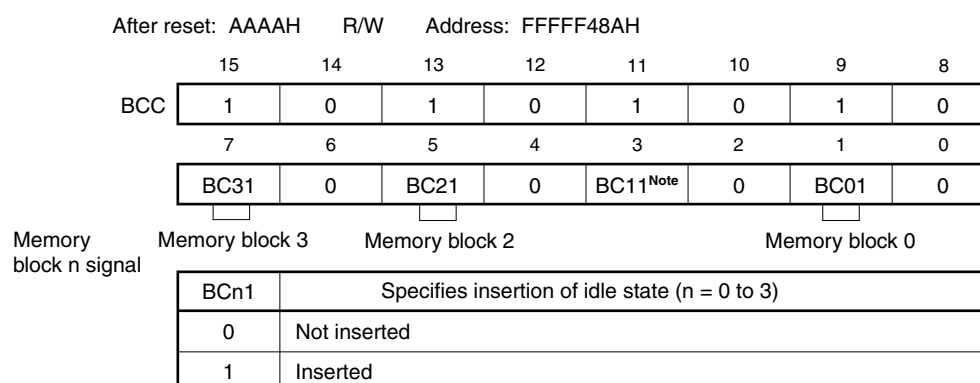 After reset: AAAAH R/W Address: FFFFF48AH
15 14 13 12 11 10 9 8
BCC 1 0 1 0 1 0 1 0
7 6 5 4 3 2 1 0
BC31 0 BC21 0 BC11Note 0 BC01 0
Memory block n signal Memory block 3 Memory block 2 Memory block 0
BCn1 Specifies insertion of idle state (n = 0 to 3)
0 Not inserted
1 Inserted